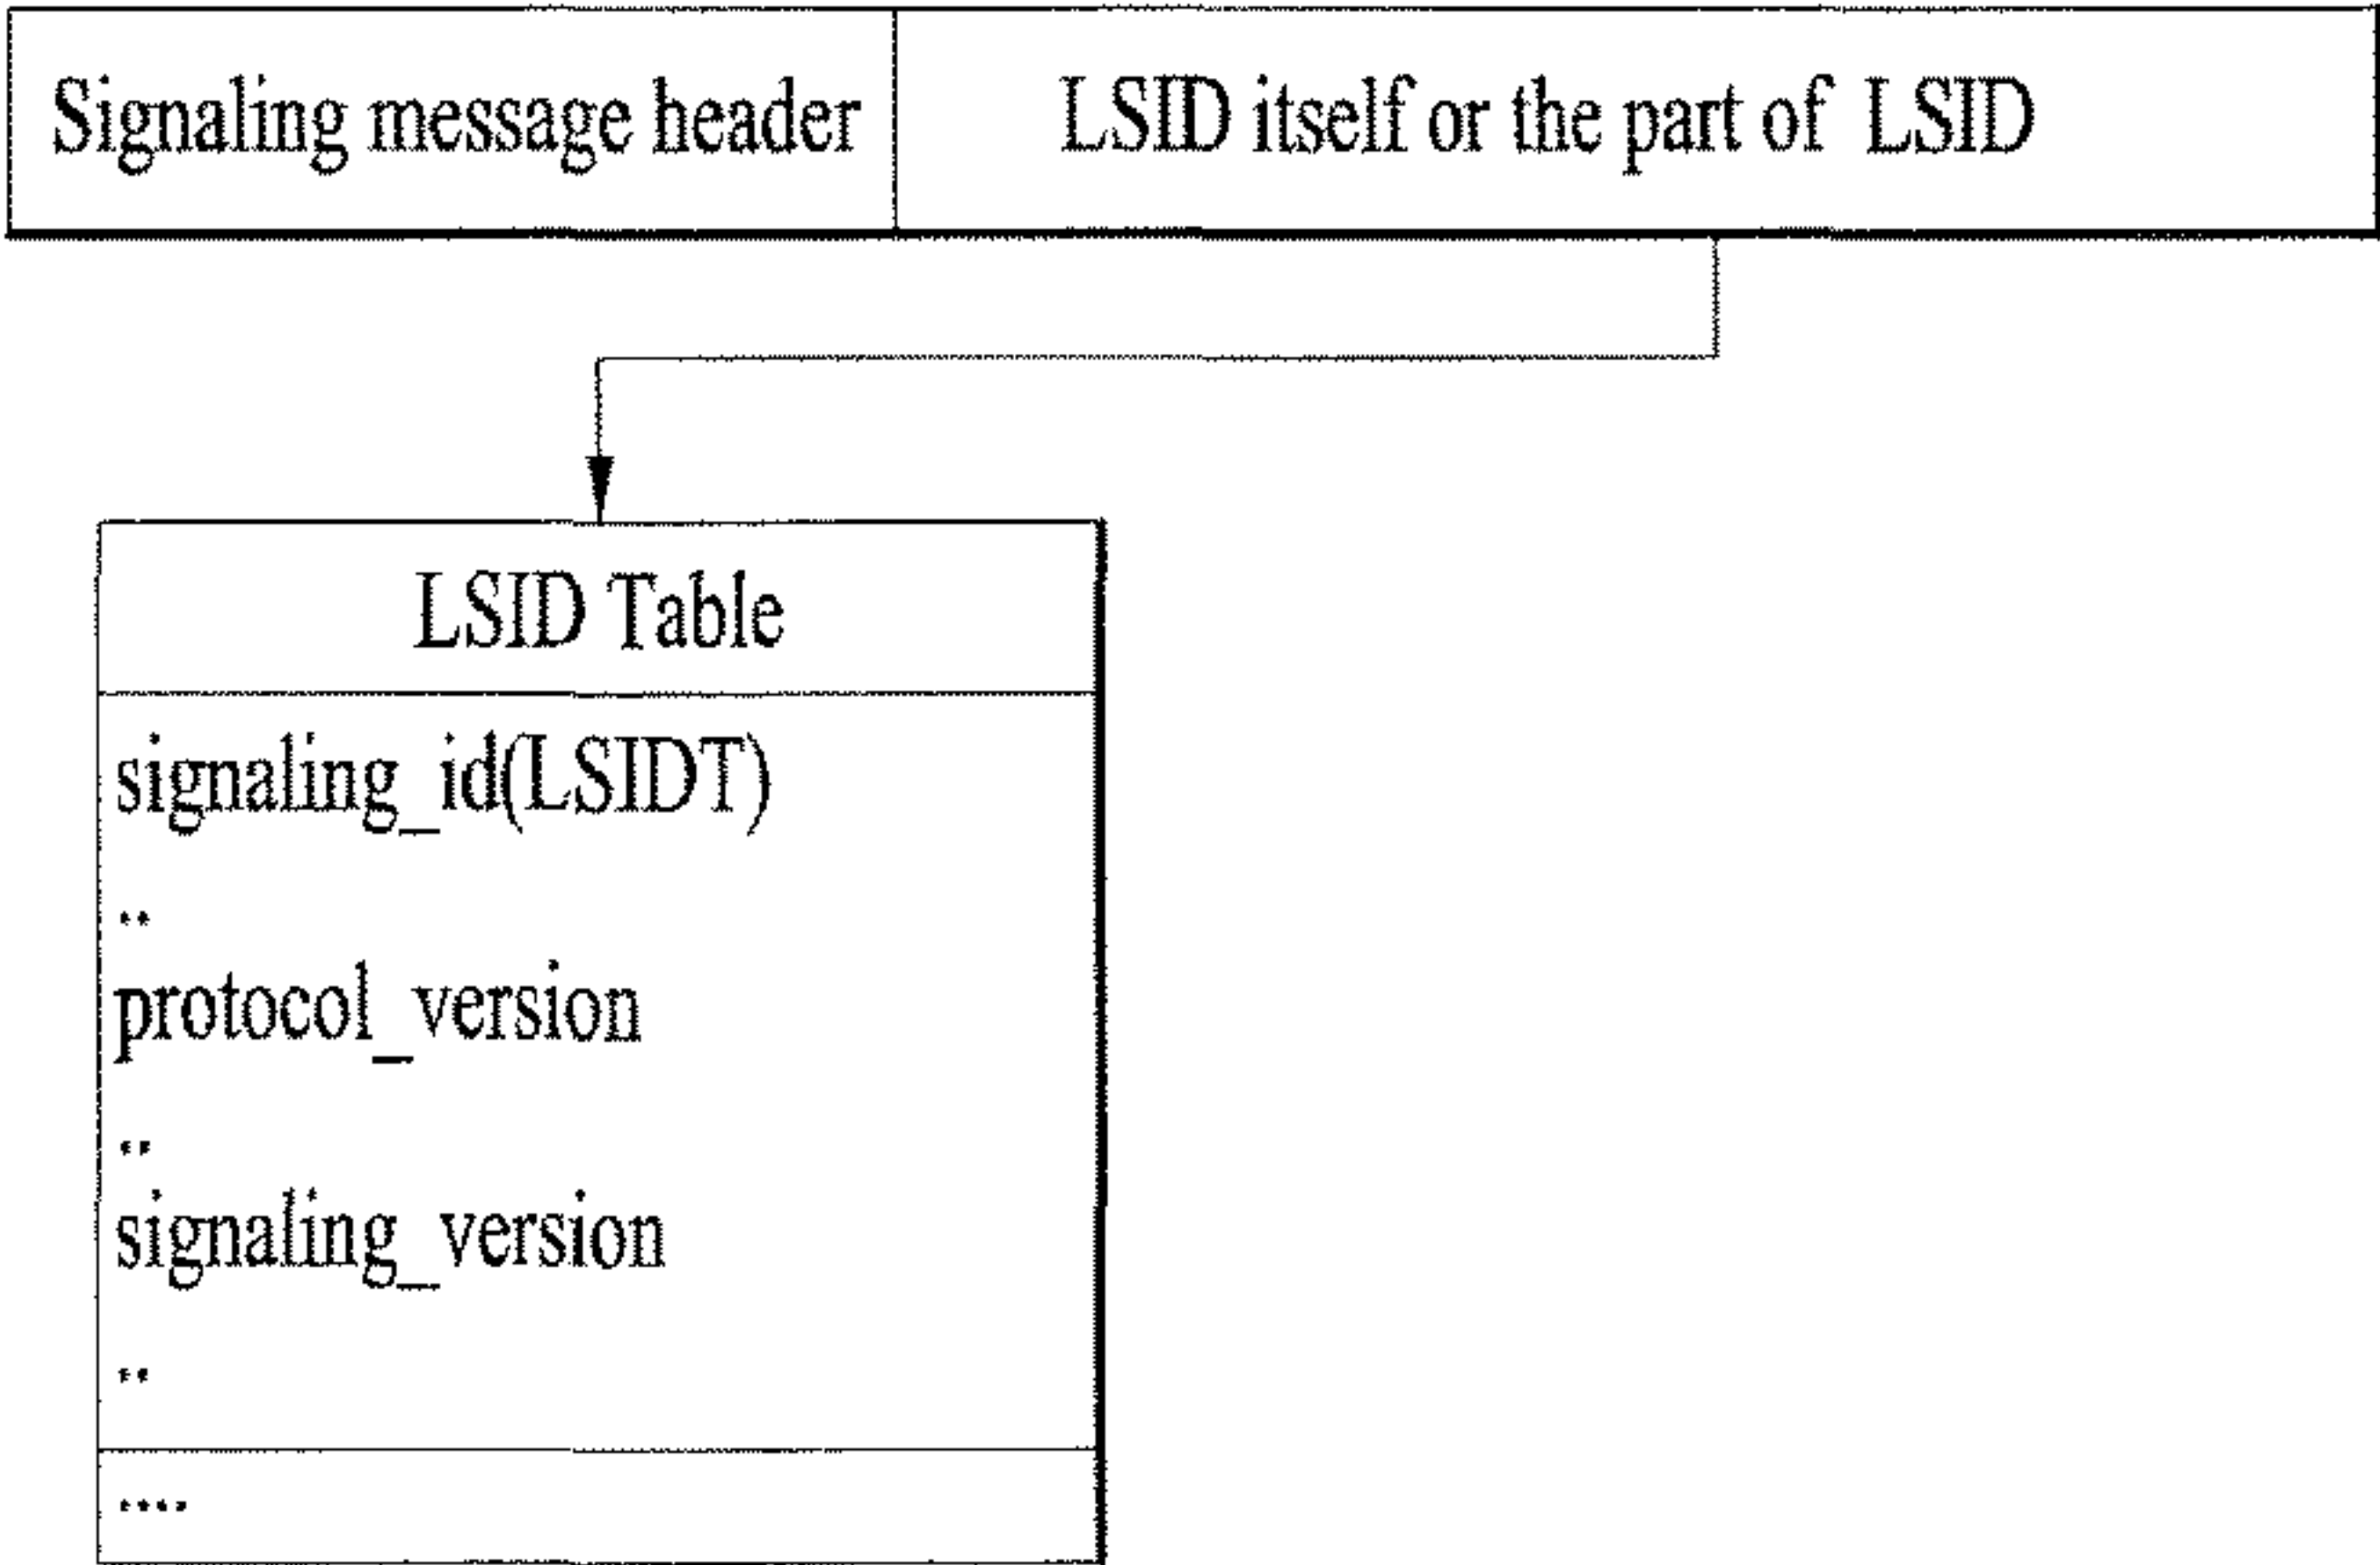 Signaling message header
LSID itself or the part of LSID
LSID Table
signaling_id(LSIDT)
..
protocol_version
..
signaling_version
..
....